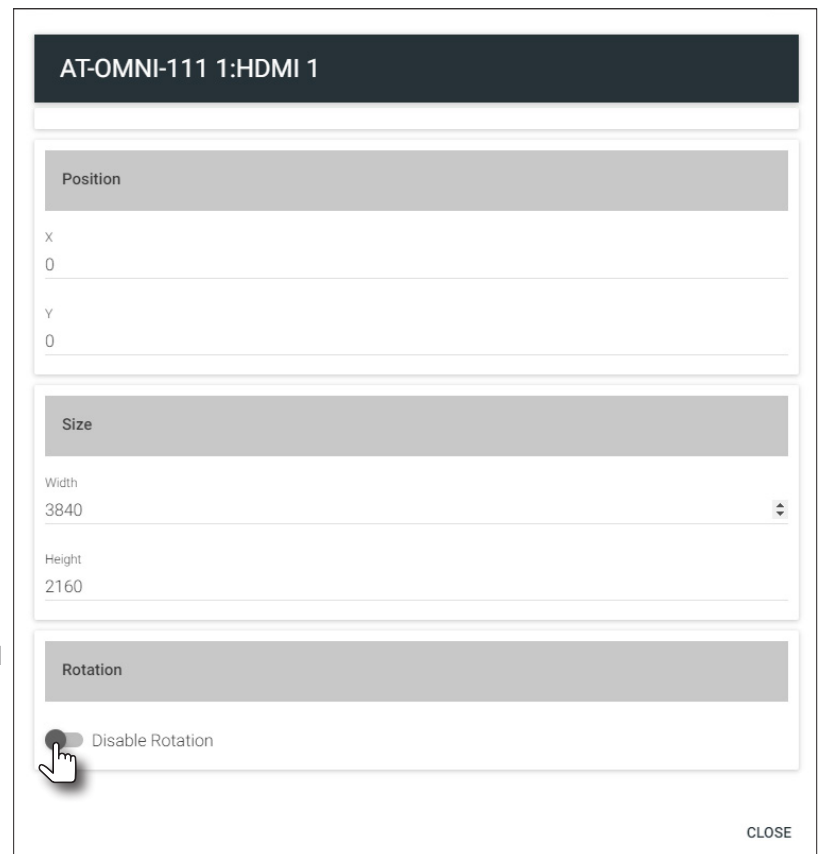 AT-OMNI-111 1:HDMI 1
Position
X
0
Y
0
Size
Width
3840
Height
2160
Rotation
Disable Rotation
CLOSE